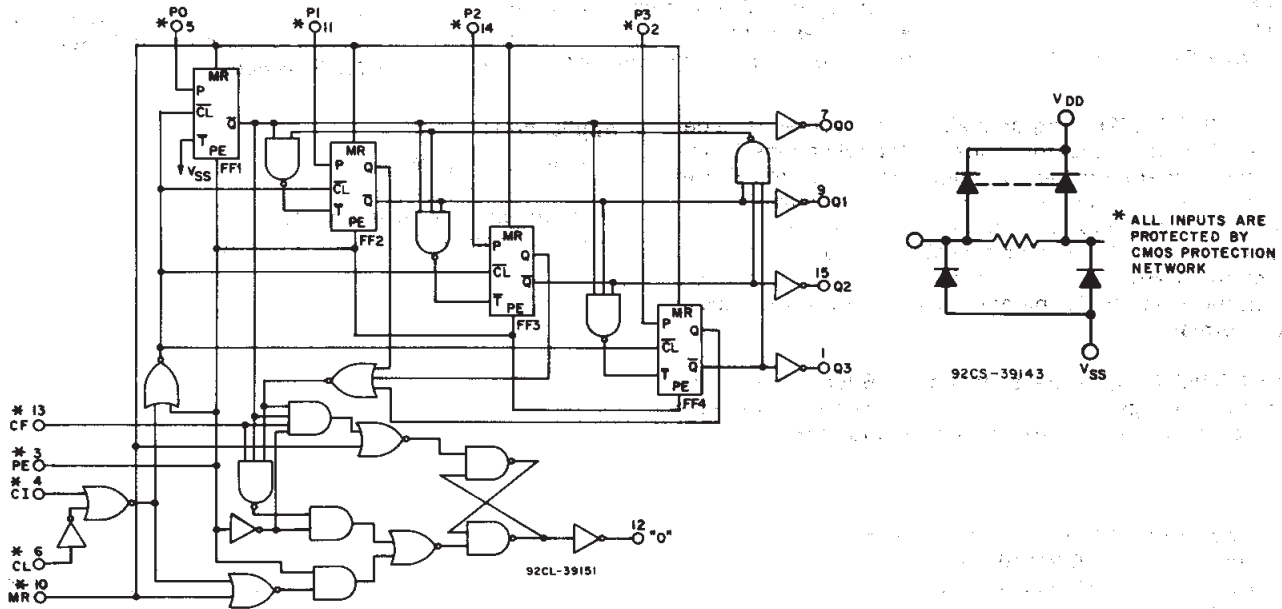 P0
* 5
P1
* 11
P2
* 14
P3
* 2
MR
P
CL
Q
T
PE
FF1
VSS
MR
P
Q
CL
Q
T
PE
FF2
MR
P
Q
CL
Q
T
PE
FF3
MR
P
Q
CL
Q
T
PE
FF4
7
Q0
9
Q1
15
Q2
1
Q3
* 13
CF
* 3
PE
* 4
CI
* 6
CL
* 10
MR
12
"0"
92CL-39151
VDD
VSS
92CS-39143
* ALL INPUTS ARE
PROTECTED BY
CMOS PROTECTION
NETWORK